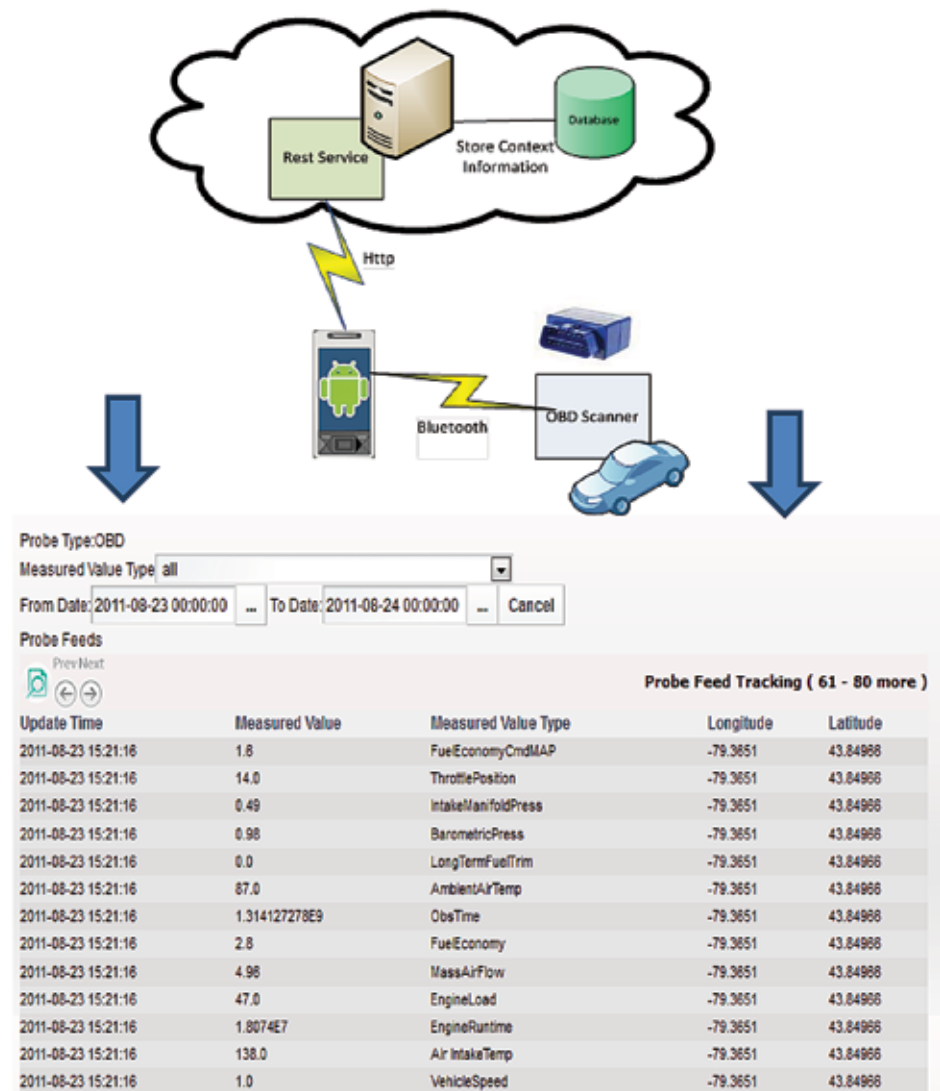 Database
Rest Service
Store Context
Information
Http
Bluetooth
OBD Scanner
Probe Type:OBD
Measured Value Type all
From Date: 2011-08-23 00:00:00 ... To Date: 2011-08-24 00:00:00 ... Cancel
Probe Feeds
Prev Next
Probe Feed Tracking ( 61 - 80 more )
Update Time Measured Value Measured Value Type Longitude Latitude
2011-08-23 15:21:16 1.6 FuelEconomyCmdMAP -79.3651 43.84966
2011-08-23 15:21:16 14.0 ThrottlePosition -79.3651 43.84966
2011-08-23 15:21:16 0.49 IntakeManifoldPress -79.3651 43.84966
2011-08-23 15:21:16 0.98 BarometricPress -79.3651 43.84966
2011-08-23 15:21:16 0.0 LongTermFuelTrim -79.3651 43.84966
2011-08-23 15:21:16 87.0 AmbientAirTemp -79.3651 43.84966
2011-08-23 15:21:16 1.314127278E9 ObsTime -79.3651 43.84966
2011-08-23 15:21:16 2.8 FuelEconomy -79.3651 43.84966
2011-08-23 15:21:16 4.96 MassAirFlow -79.3651 43.84966
2011-08-23 15:21:16 47.0 EngineLoad -79.3651 43.84966
2011-08-23 15:21:16 1.8074E7 EngineRuntime -79.3651 43.84966
2011-08-23 15:21:16 138.0 Air IntakeTemp -79.3651 43.84966
2011-08-23 15:21:16 1.0 VehicleSpeed -79.3651 43.84966